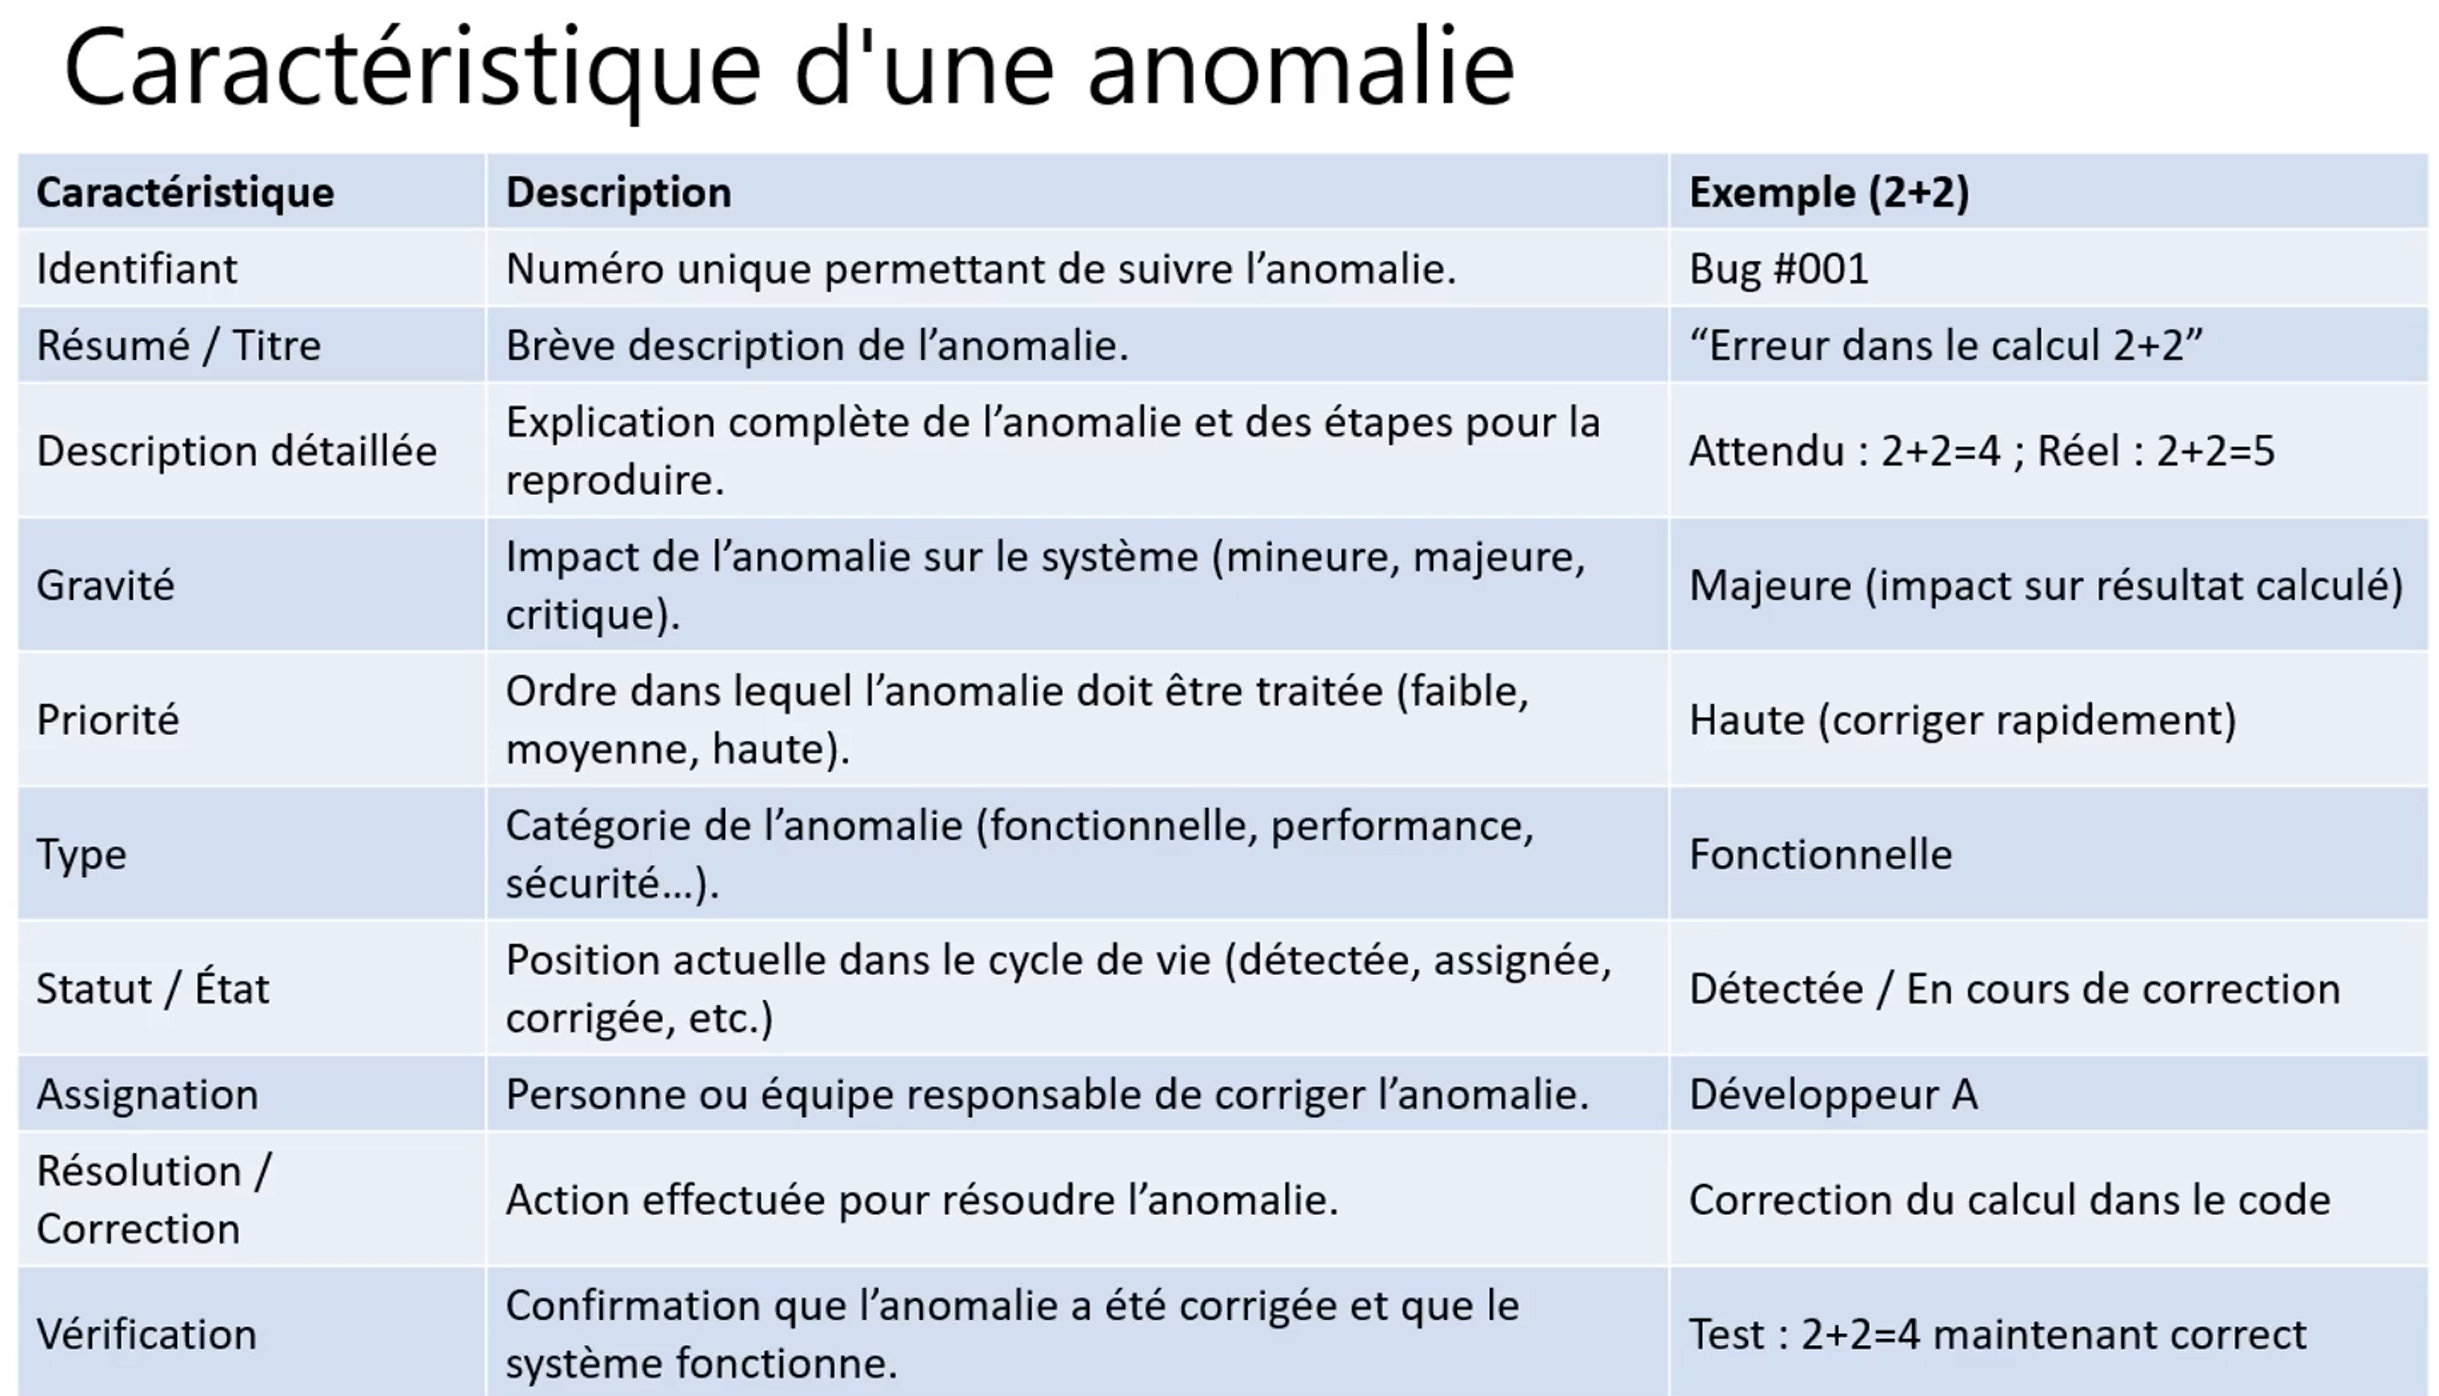 Caractéristique d'une anomalie
Caractéristique
Description
Exemple (2+2)
Identifiant
Numéro unique permettant de suivre l’anomalie.
Bug #001
Résumé / Titre
Brève description de l’anomalie.
“Erreur dans le calcul 2+2”
Description détaillée
Explication complète de l’anomalie et des étapes pour la
reproduire.
Attendu : 2+2=4 ; Réel : 2+2=5
Gravité
Impact de l’anomalie sur le système (mineure, majeure,
critique).
Majeure (impact sur résultat calculé)
Priorité
Ordre dans lequel l’anomalie doit être traitée (faible,
moyenne, haute).
Haute (corriger rapidement)
Type
Catégorie de l’anomalie (fonctionnelle, performance,
sécurité…).
Fonctionnelle
Statut / État
Position actuelle dans le cycle de vie (détectée, assignée,
corrigée, etc.)
Détectée / En cours de correction
Assignation
Personne ou équipe responsable de corriger l’anomalie.
Développeur A
Résolution /
Correction
Action effectuée pour résoudre l’anomalie.
Correction du calcul dans le code
Vérification
Confirmation que l’anomalie a été corrigée et que le
système fonctionne.
Test : 2+2=4 maintenant correct